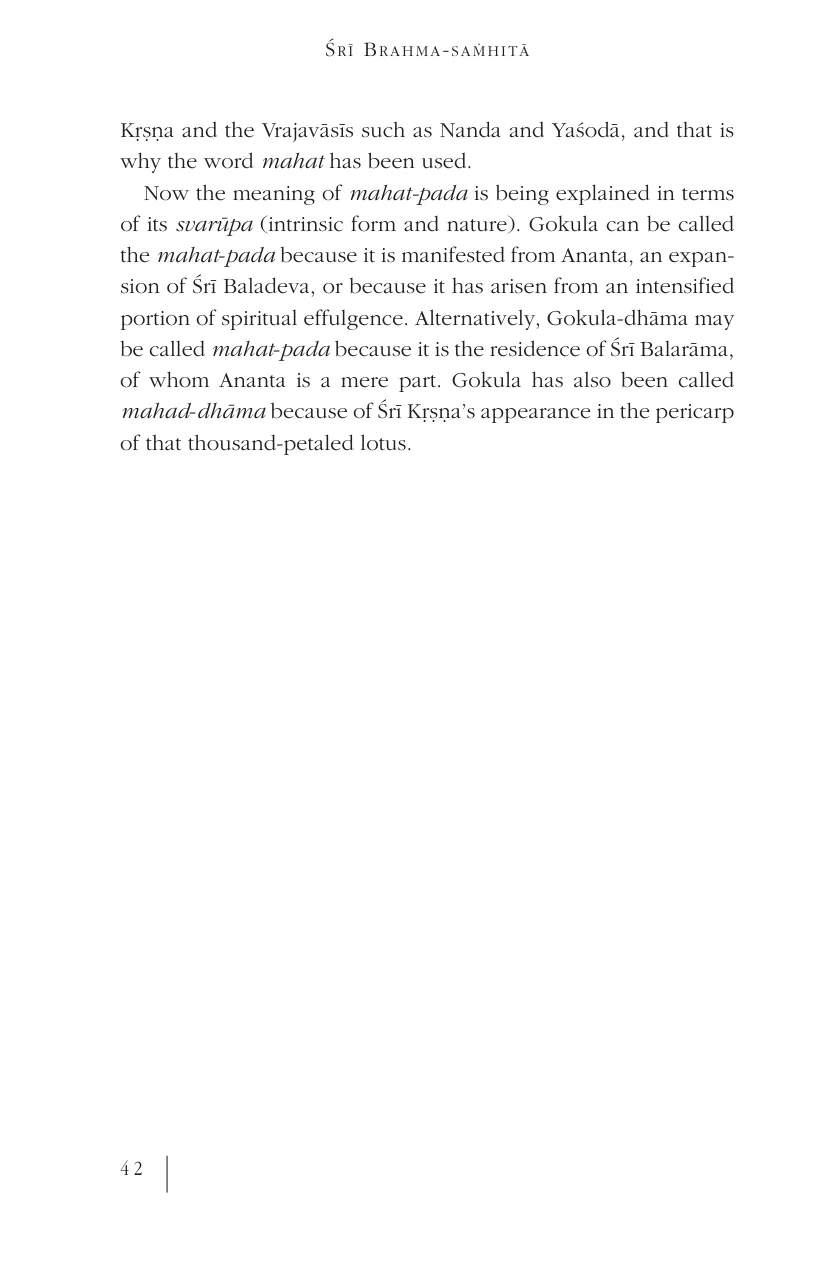 Śrī Brahma-saṁhitā
Kṛṣṇa and the Vrajavāsīs such as Nanda and Yaśodā, and that is
why the word mahat has been used.
Now the meaning of mahat-pada is being explained in terms
of its svarūpa (intrinsic form and nature). Gokula can be called
the mahat-pada because it is manifested from Ananta, an expan-
sion of Śrī Baladeva, or because it has arisen from an intensified
portion of spiritual effulgence. Alternatively, Gokula-dhāma may
be called mahat-pada because it is the residence of Śrī Balarāma,
of whom Ananta is a mere part. Gokula has also been called
mahad-dhāma because of Śrī Kṛṣṇa’s appearance in the pericarp
of that thousand-petaled lotus.
42